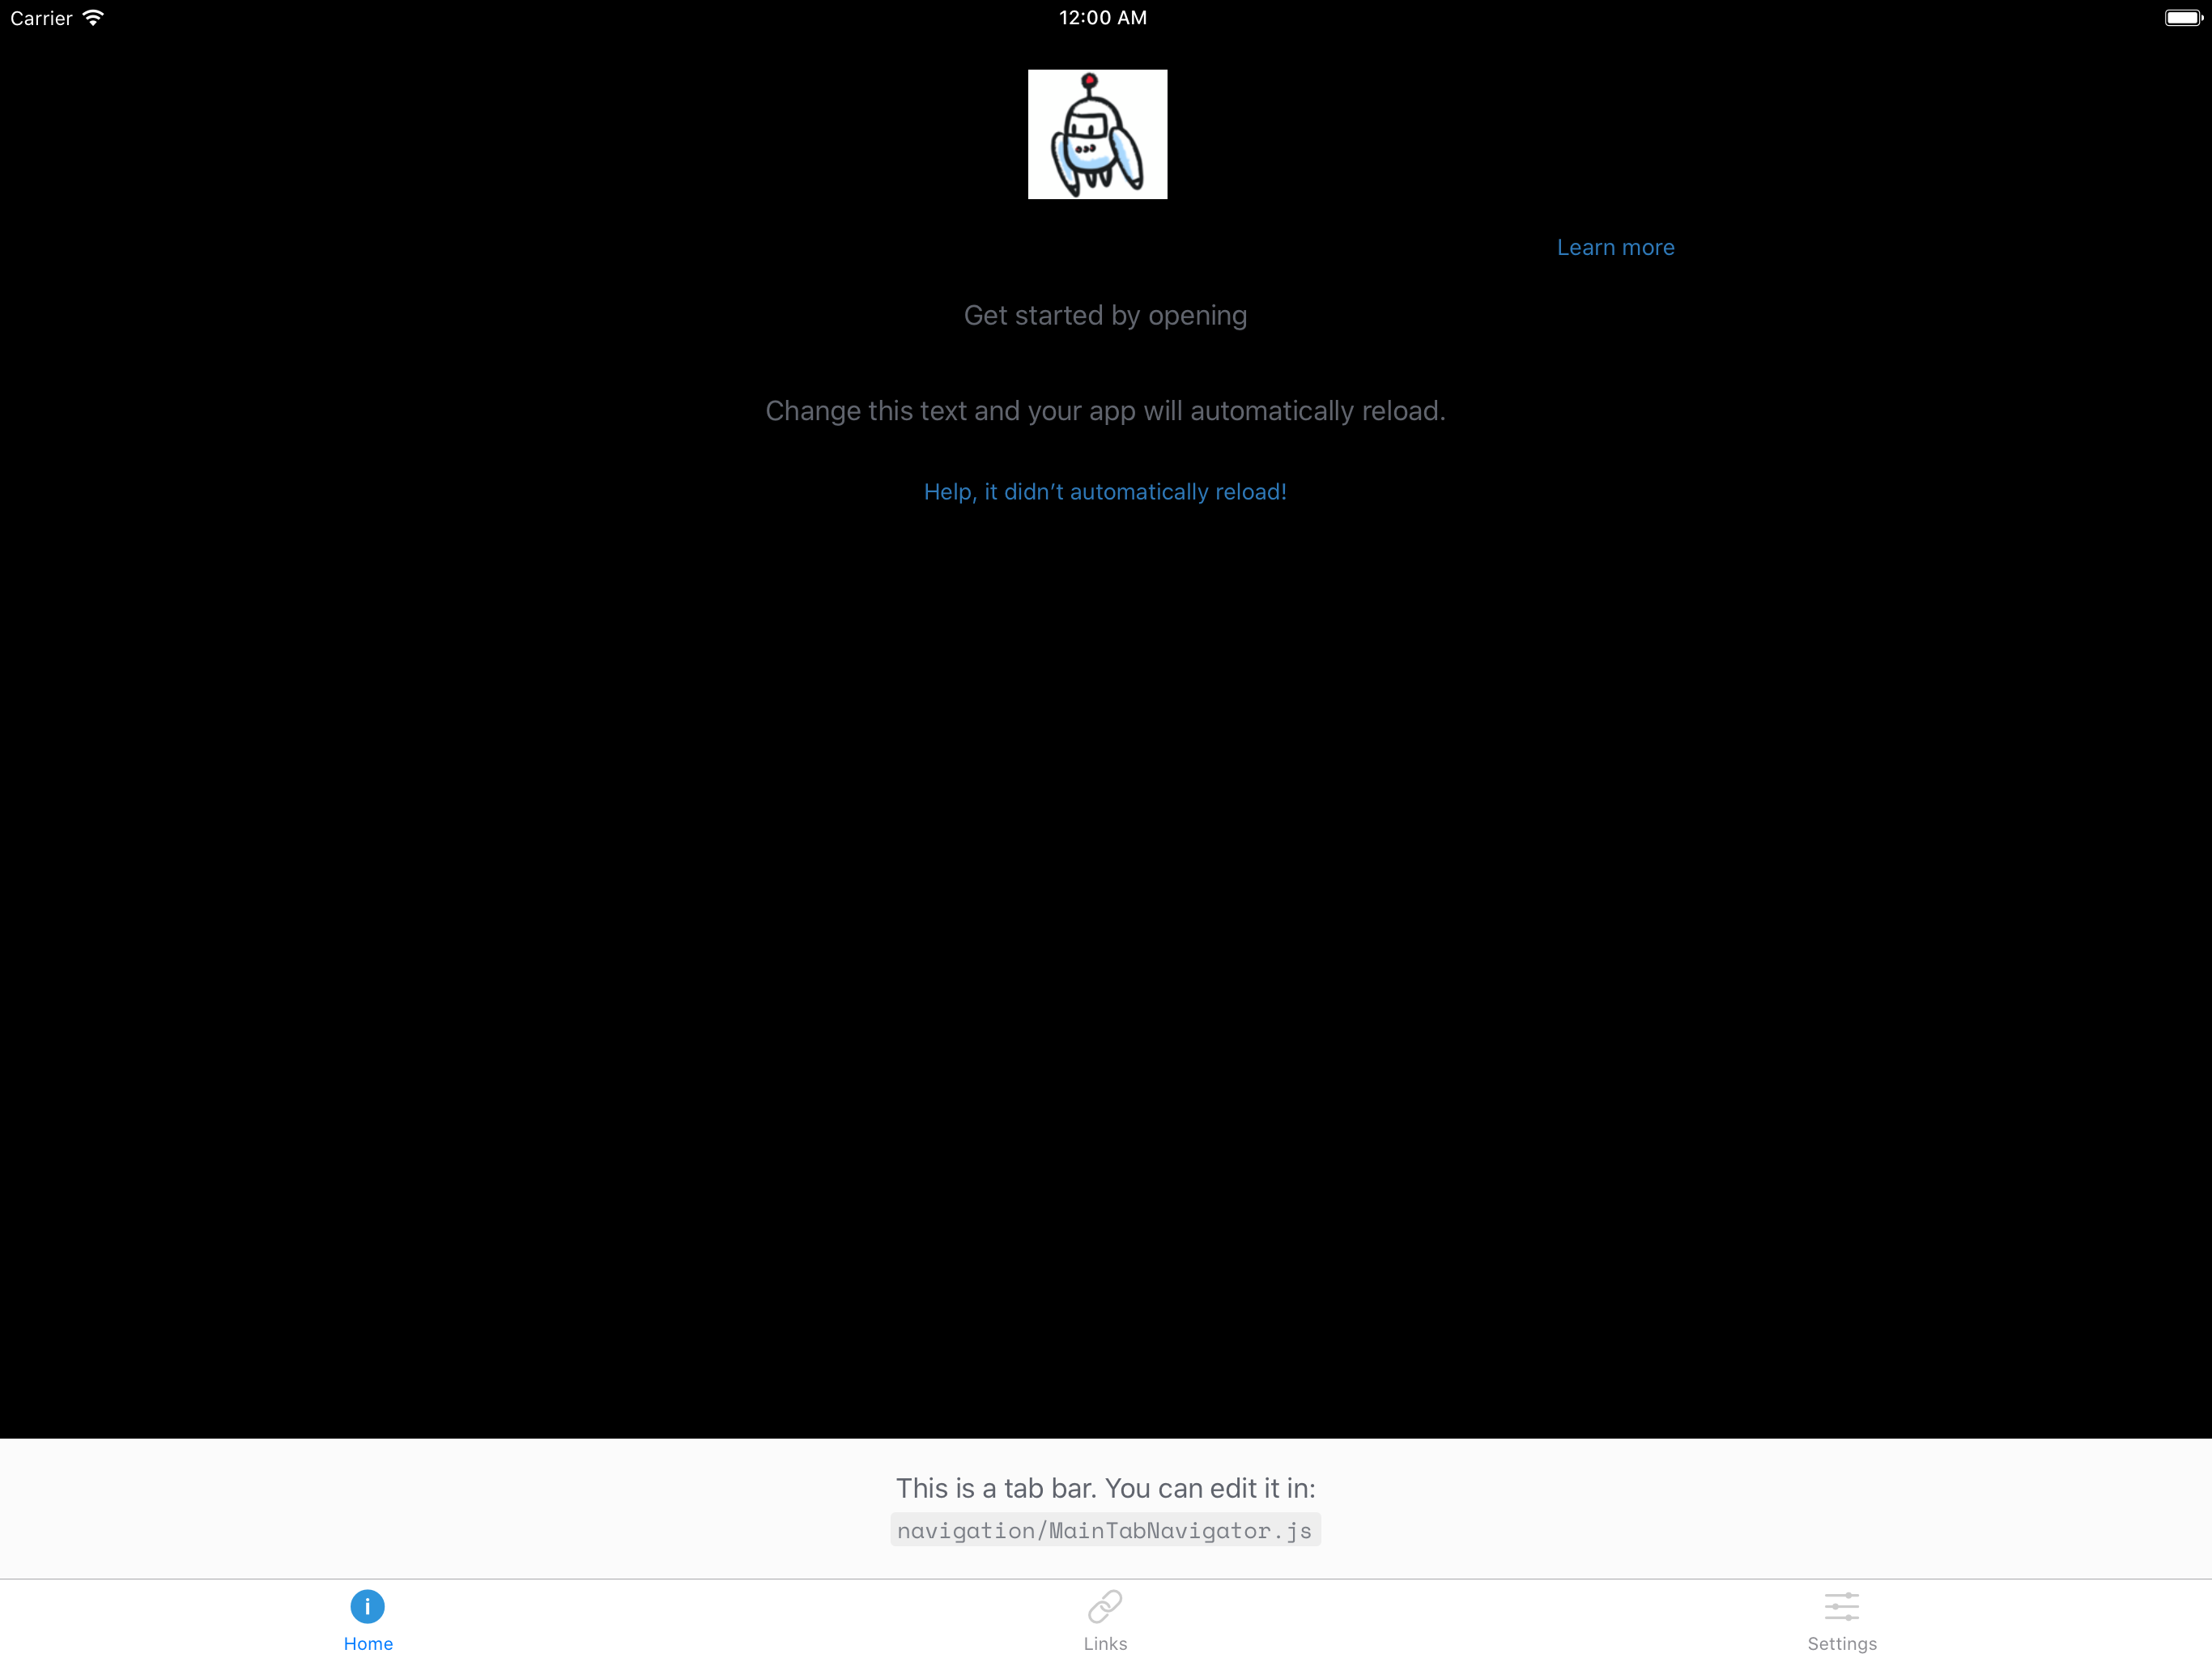 Carrier
12:00 AM
Learn more
Get started by opening
Change this text and your app will automatically reload.
Help, it didn’t automatically reload!
This is a tab bar. You can edit it in:
navigation/MainTabNavigator.js
Home
Links
Settings